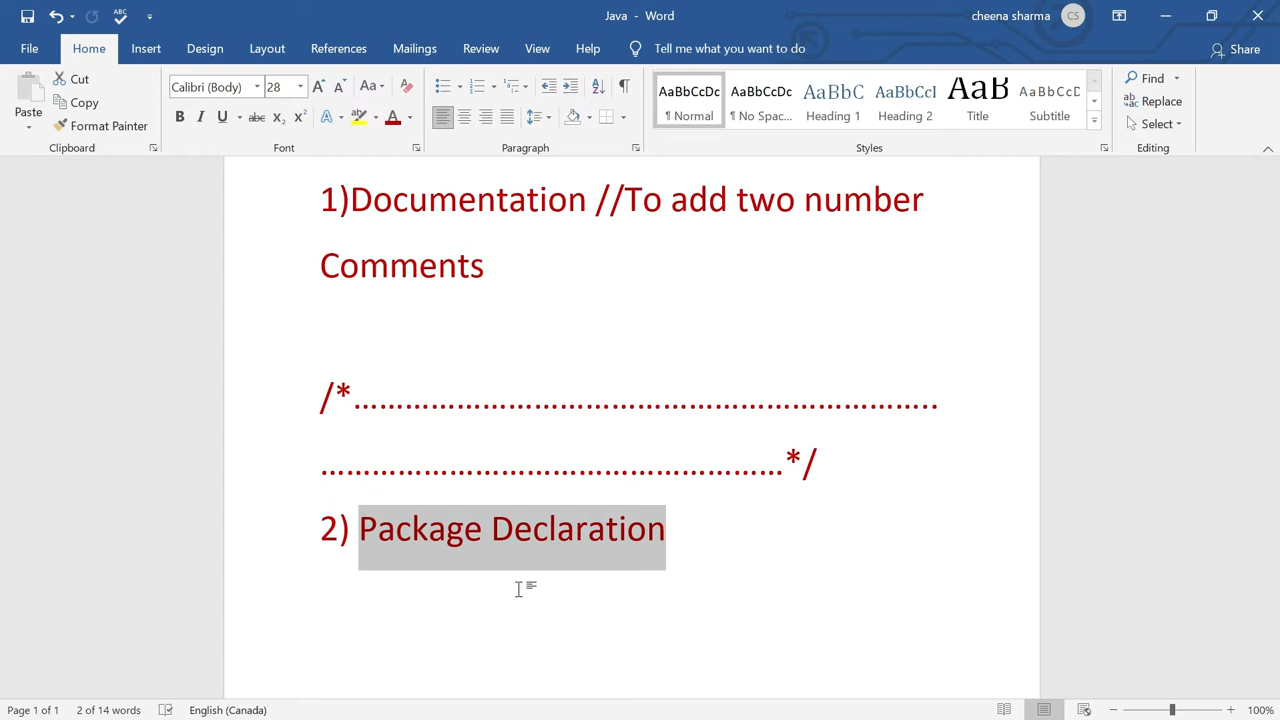 Java - Word
cheena sharma CS
File Home Insert Design Layout References Mailings Review View Help Tell me what you want to do Share
Paste
Cut
Copy
Format Painter
Clipboard
Calibri (Body) 28
Font
Paragraph
AaBbCcDc AaBbCcDc AaBbC AaBbCcI AaB AaBbCcD
¶ Normal ¶ No Spac... Heading 1 Heading 2 Title Subtitle
Styles
Find
Replace
Select
Editing
1)Documentation //To add two number
Comments
/*…………………………………………………………..
………………………………………………*/
2) Package Declaration
Page 1 of 1 2 of 14 words English (Canada) 100%